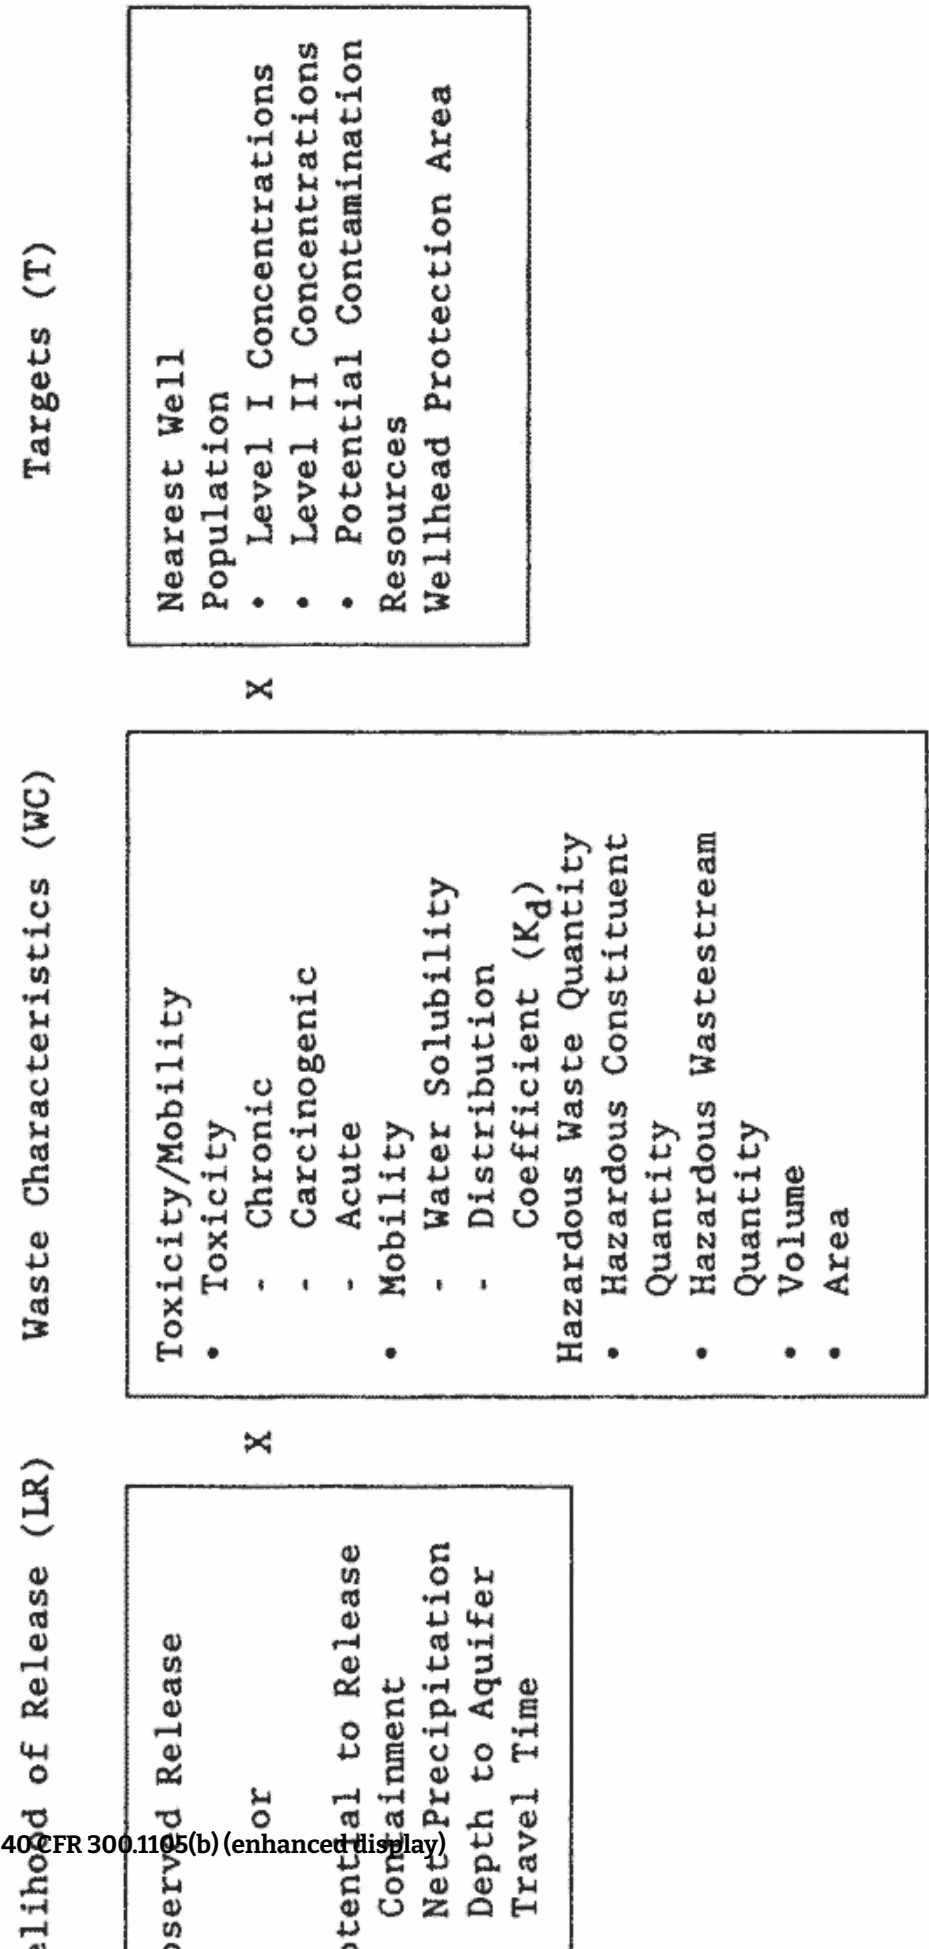 elihood of Release (LR)
served Release
or
otential to Release
Containment
Net Precipitation
Depth to Aquifer
Travel Time
X
Waste Characteristics (WC)
Toxicity/Mobility
• Toxicity
- Chronic
- Carcinogenic
- Acute
• Mobility
- Water Solubility
- Distribution
Coefficient (Kd)
Hazardous Waste Quantity
• Hazardous Constituent
Quantity
• Hazardous Wastestream
Quantity
• Volume
• Area
X
Targets (T)
Nearest Well
Population
• Level I Concentrations
• Level II Concentrations
• Potential Contamination
Resources
Wellhead Protection Area
40 CFR 300.1105(b) (enhanced display)